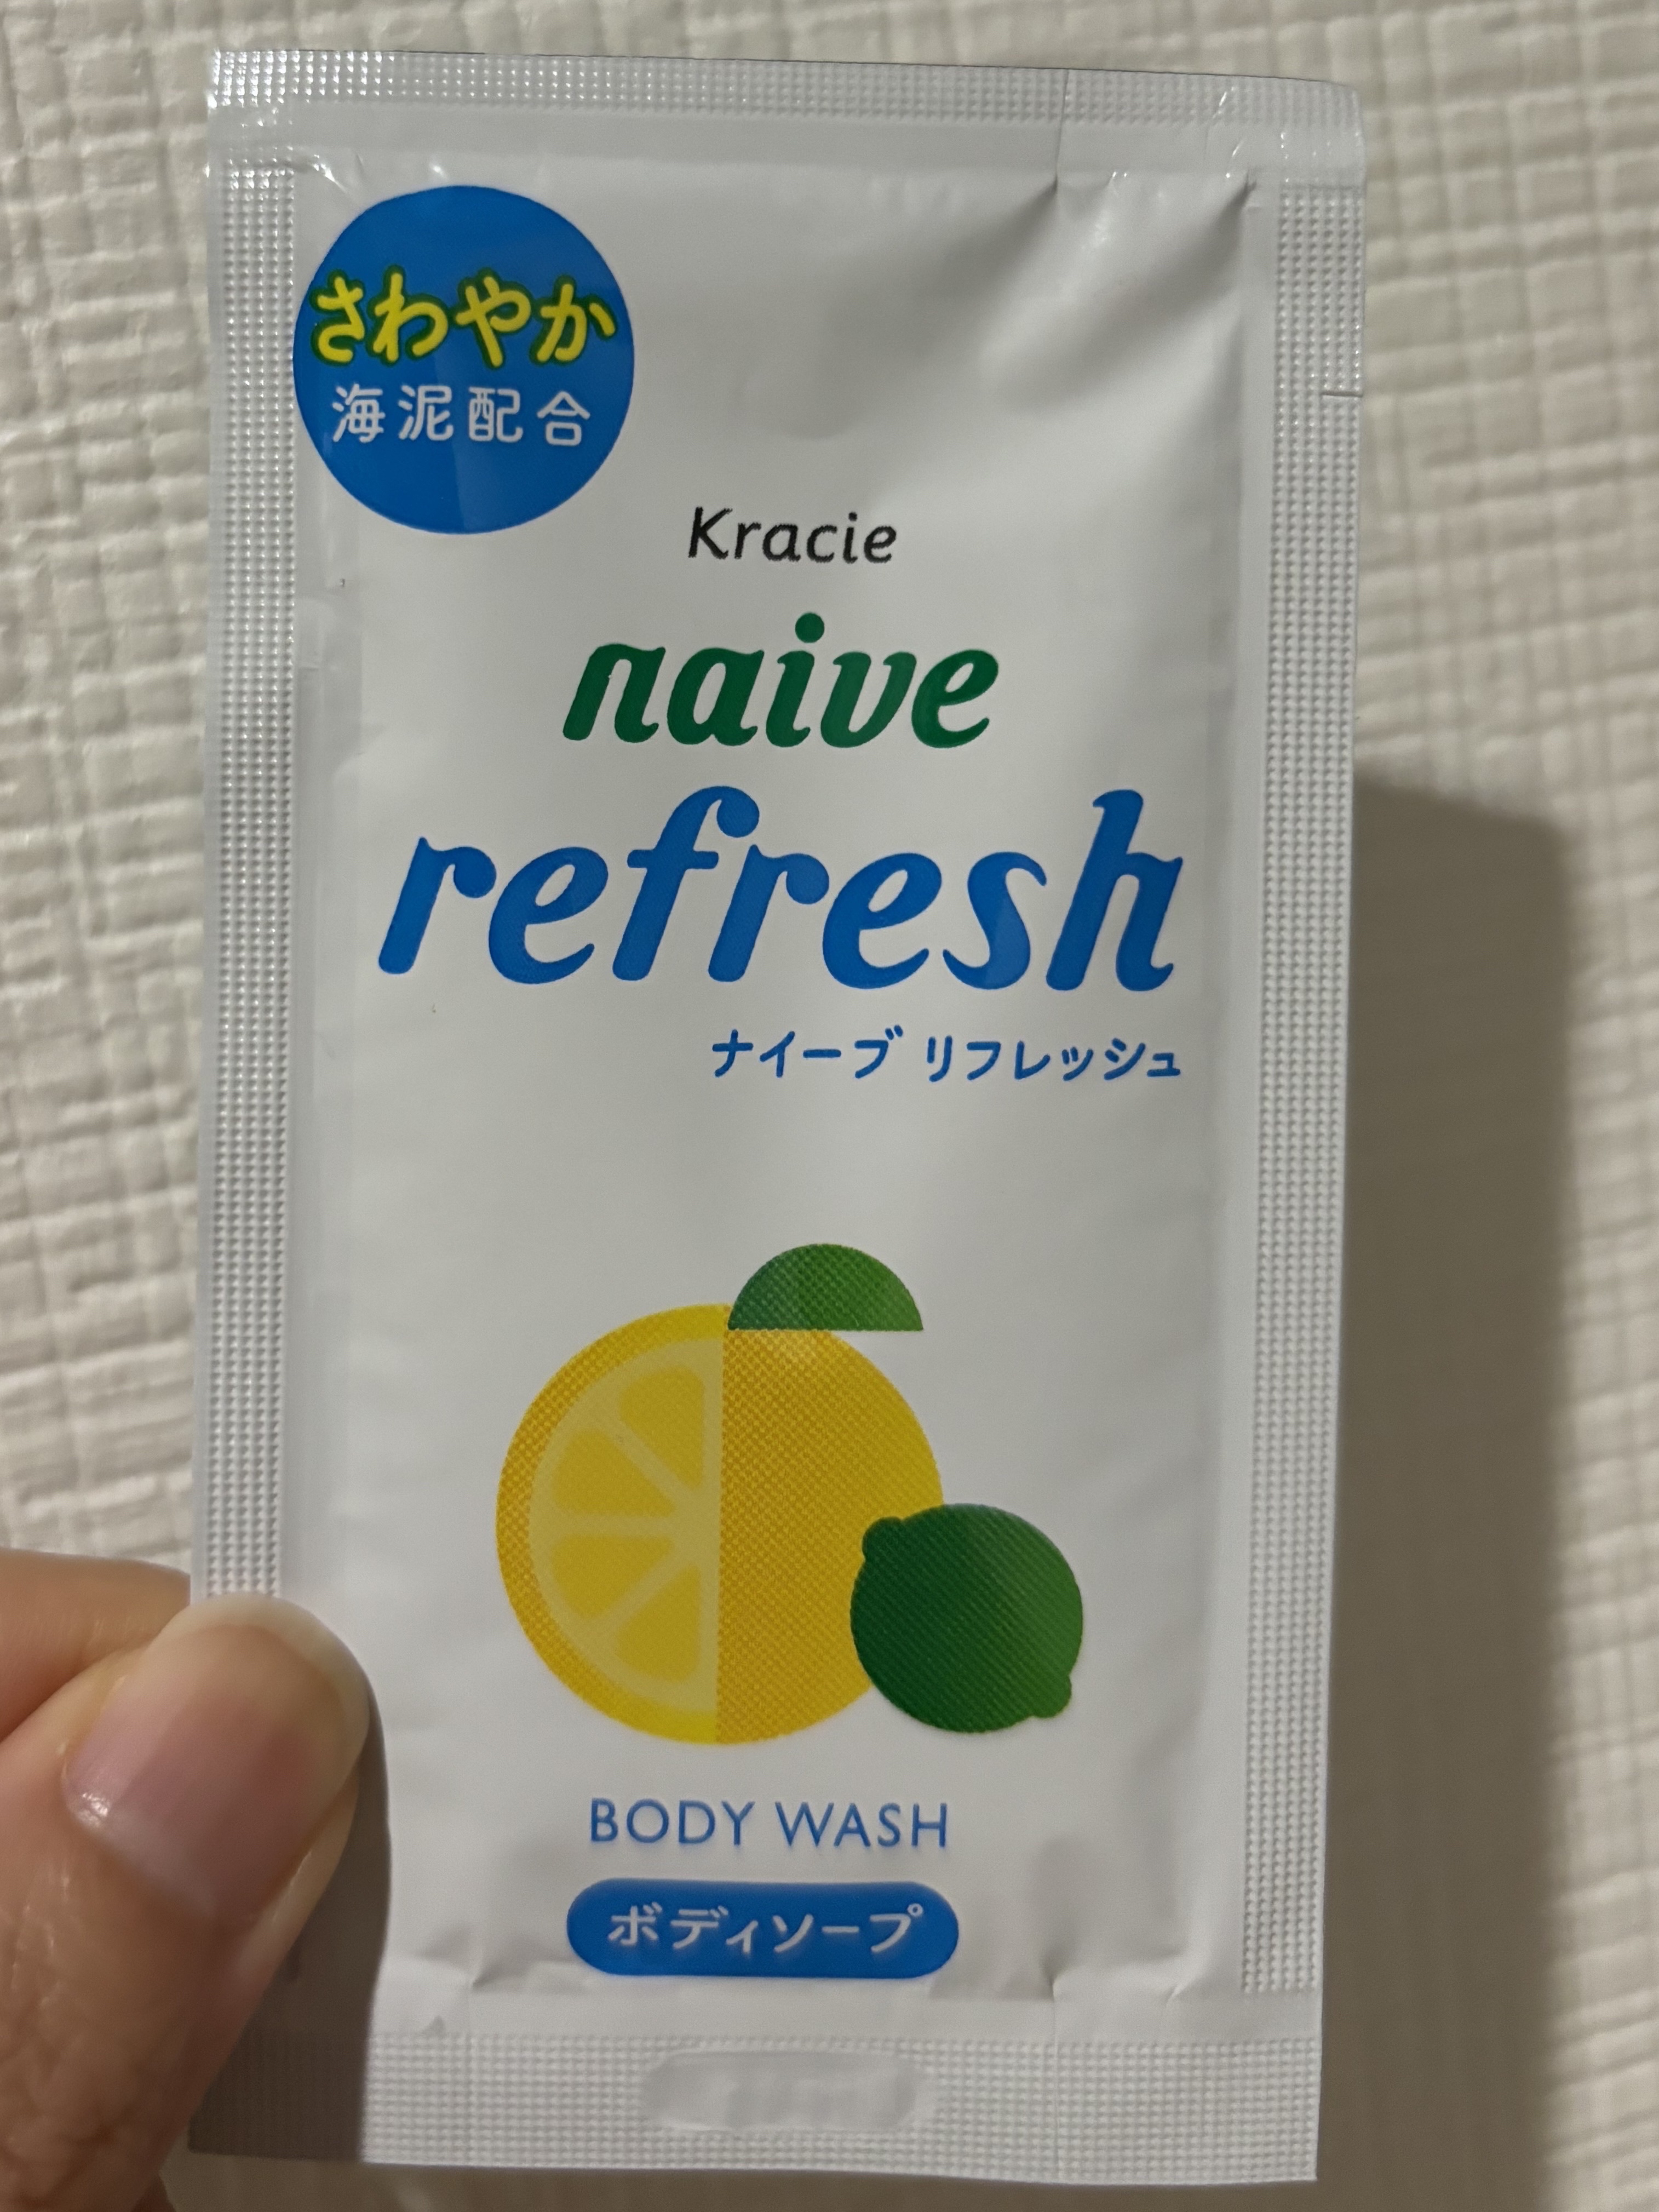 さわやか
海泥配合
Kracie
naive
refresh
ナイーブ リフレッシュ
BODY WASH
ボディソープ